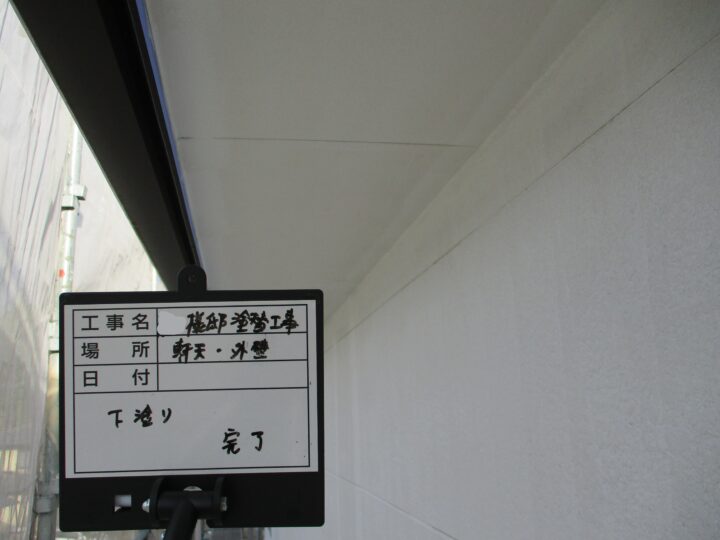 工事名 様邸塗替工事
場所 軒天・外壁
日付
下塗り
完了